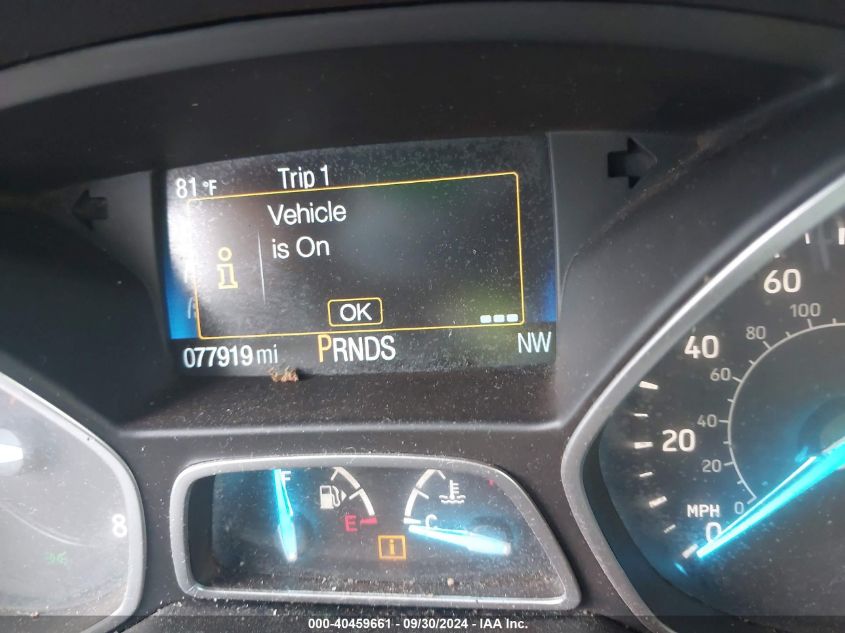 81 °F Trip 1
Vehicle
is On
i
OK
077919 mi PRNDS NW
60
100
40
80
60
40
20
20
MPH
0
0
F
E
C
i
8
000-40459661 - 09/30/2024 - IAA Inc.